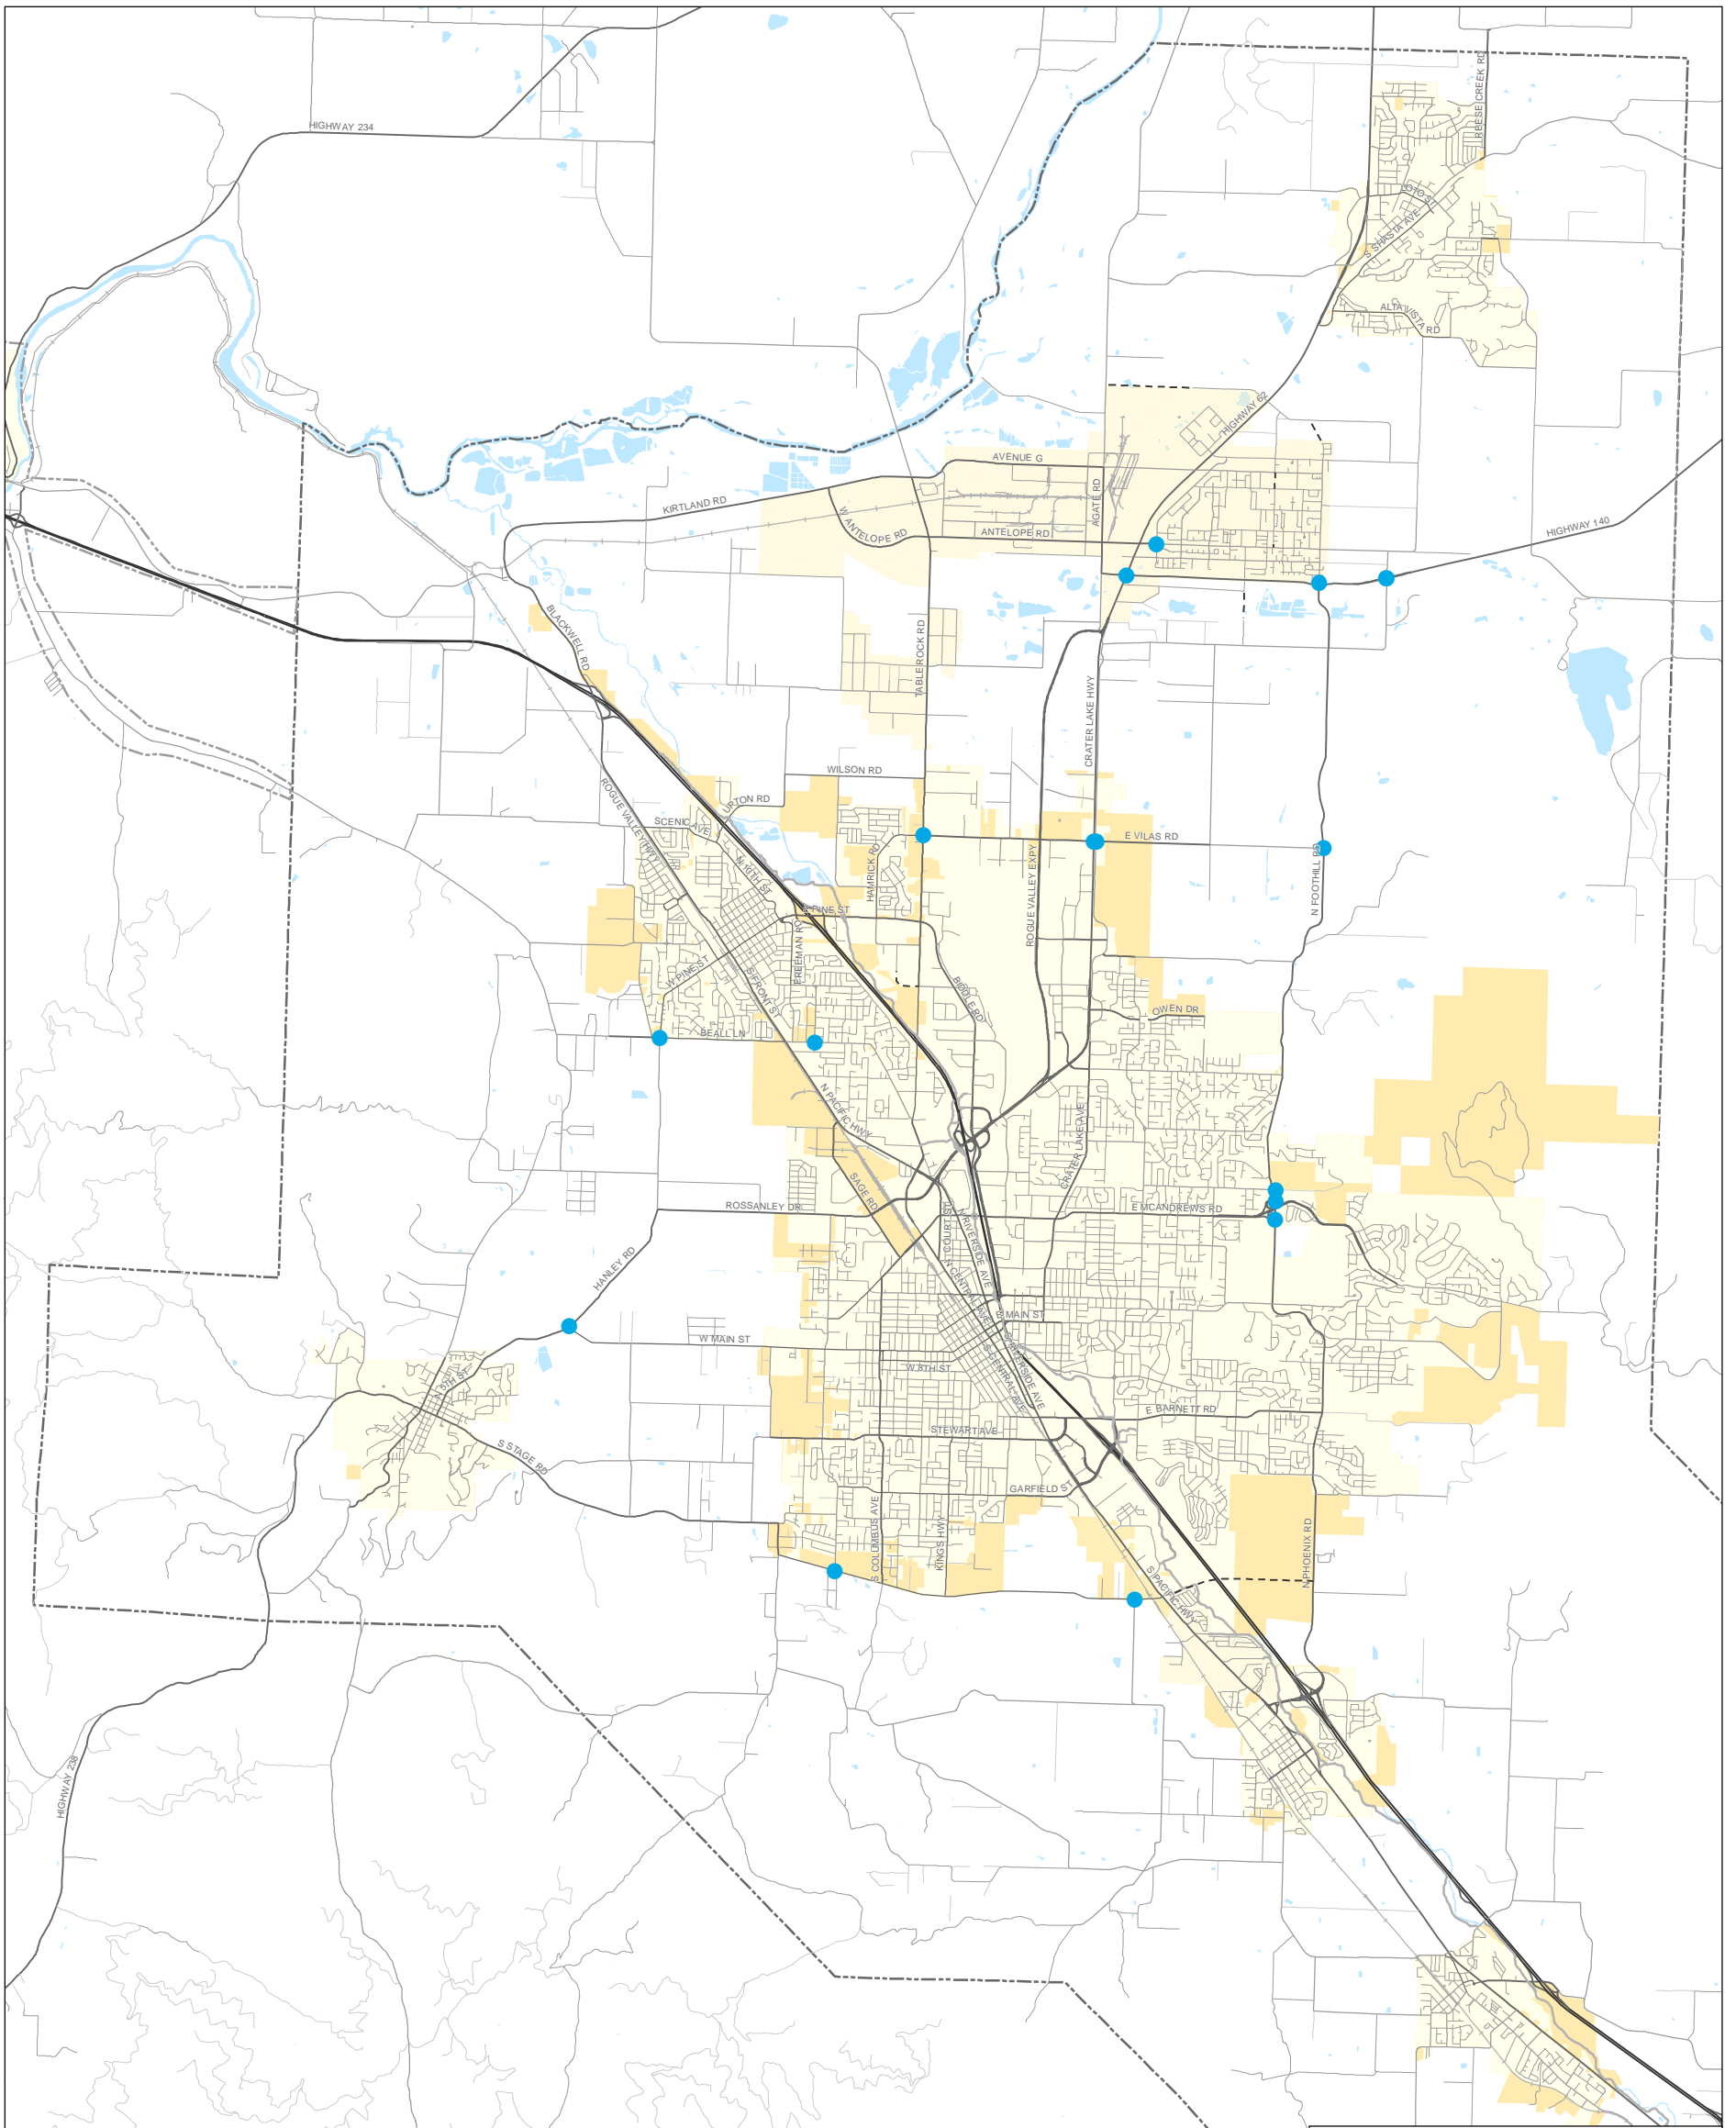 REESE CREEK RD
HIGHWAY 234
LOTO ST
S SHASTA AVE
ALTA VISTA RD
HIGHWAY 62
AVENUE G
KIRTLAND RD
AGATE RD
W ANTELOPE RD
ANTELOPE RD
HIGHWAY 140
BLACKWELL RD
TABLE ROCK RD
CRATER LAKE HWY
WILSON RD
ROGUE VALLEY HWY
UPTON RD
SCENIC AVE
E VILAS RD
N 10TH ST
HAMRICK RD
ROGUE VALLEY EXPY
N FOOTHILL RD
E PINE ST
FREEMAN RD
W PINE ST
S FRONT ST
BIDDLE RD
OWEN DR
BEALL LN
N PACIFIC HWY
CRATER LAKE AVE
SAGE RD
ROSSANLEY DR
E MCANDREWS RD
N COURT ST
N RIVERSIDE AVE
HANLEY RD
N CENTRAL AVE
E MAIN ST
W MAIN ST
W 8TH ST
S CENTRAL AVE
S RIVERSIDE AVE
N 5TH ST
E BARNETT RD
STEWART AVE
S STAGE RD
GARFIELD ST
S COLUMBUS AVE
KINGS HWY
N PHOENIX RD
S PACIFIC HWY
HIGHWAY 238